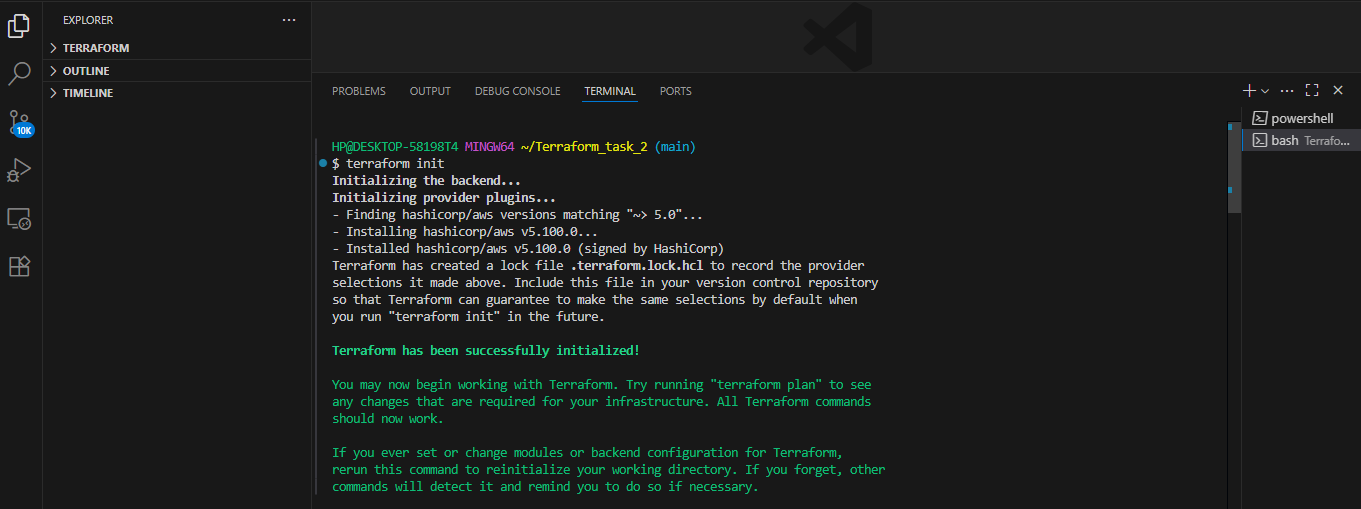 EXPLORER
TERRAFORM
OUTLINE
TIMELINE
10K
PROBLEMS OUTPUT DEBUG CONSOLE TERMINAL PORTS
powershell
bash Terrafo...
HP@DESKTOP-58198T4 MINGW64 ~/Terraform_task_2 (main)
$ terraform init
Initializing the backend...
Initializing provider plugins...
- Finding hashicorp/aws versions matching "~> 5.0"...
- Installing hashicorp/aws v5.100.0...
- Installed hashicorp/aws v5.100.0 (signed by HashiCorp)
Terraform has created a lock file .terraform.lock.hcl to record the provider
selections it made above. Include this file in your version control repository
so that Terraform can guarantee to make the same selections by default when
you run "terraform init" in the future.
Terraform has been successfully initialized!
You may now begin working with Terraform. Try running "terraform plan" to see
any changes that are required for your infrastructure. All Terraform commands
should now work.
If you ever set or change modules or backend configuration for Terraform,
rerun this command to reinitialize your working directory. If you forget, other
commands will detect it and remind you to do so if necessary.